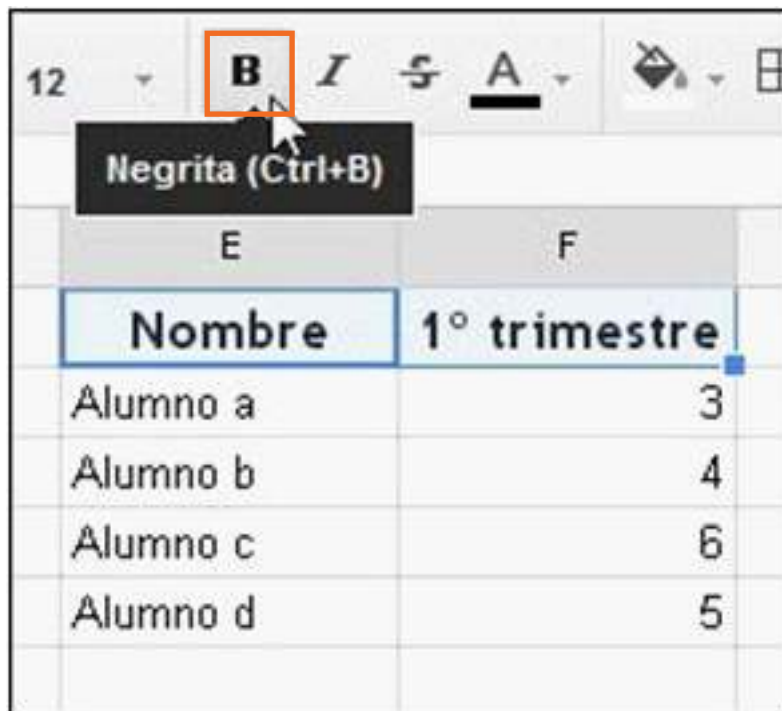 12 B I S A
Negrita (Ctrl+B)
E F
Nombre 1° trimestre
Alumno a 3
Alumno b 4
Alumno c 6
Alumno d 5